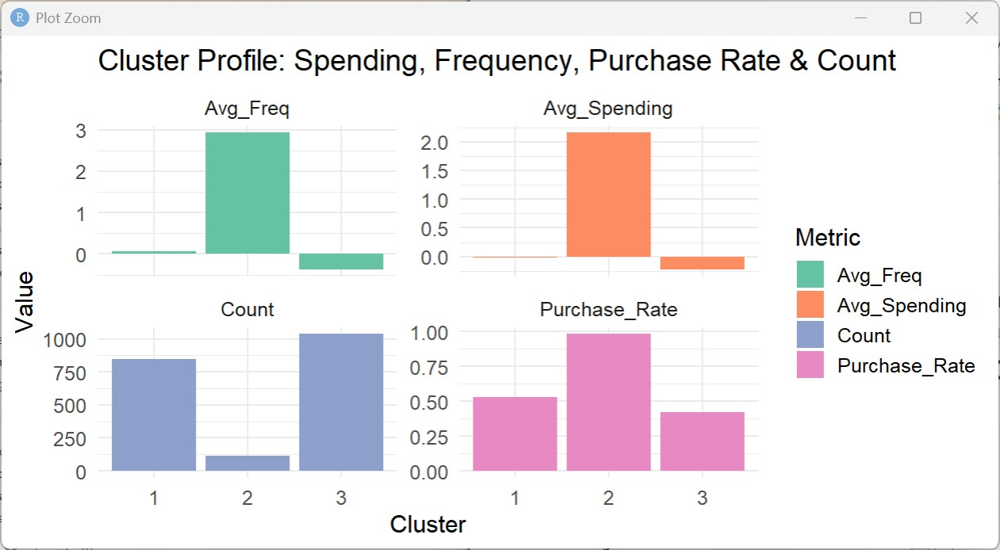 R Plot Zoom
Cluster Profile: Spending, Frequency, Purchase Rate & Count
Avg_Freq
3
2
1
0
Avg_Spending
2.0
1.5
1.0
0.5
0.0
Value
Count
1000
750
500
250
0
1 2 3
Purchase_Rate
1.00
0.75
0.50
0.25
0.00
1 2 3
Cluster
Metric
Avg_Freq
Avg_Spending
Count
Purchase_Rate